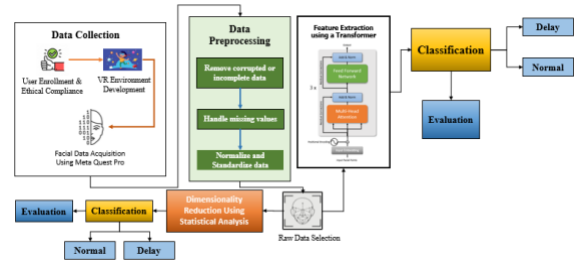 Data Collection
User Enrollment &
Ethical Compliance
VR Environment
Development
Facial Data Acquisition
Using Meta Quest Pro
Data
Preprocessing
Remove corrupted or
incomplete data
Handle missing values
Normalize and
Standardize data
Feature Extraction
using a Transformer
Feed Forward
Network
Multi-Head
Attention
Classification
Delay
Normal
Evaluation
Raw Data Selection
Dimensionality
Reduction Using
Statistical Analysis
Classification
Evaluation
Normal
Delay